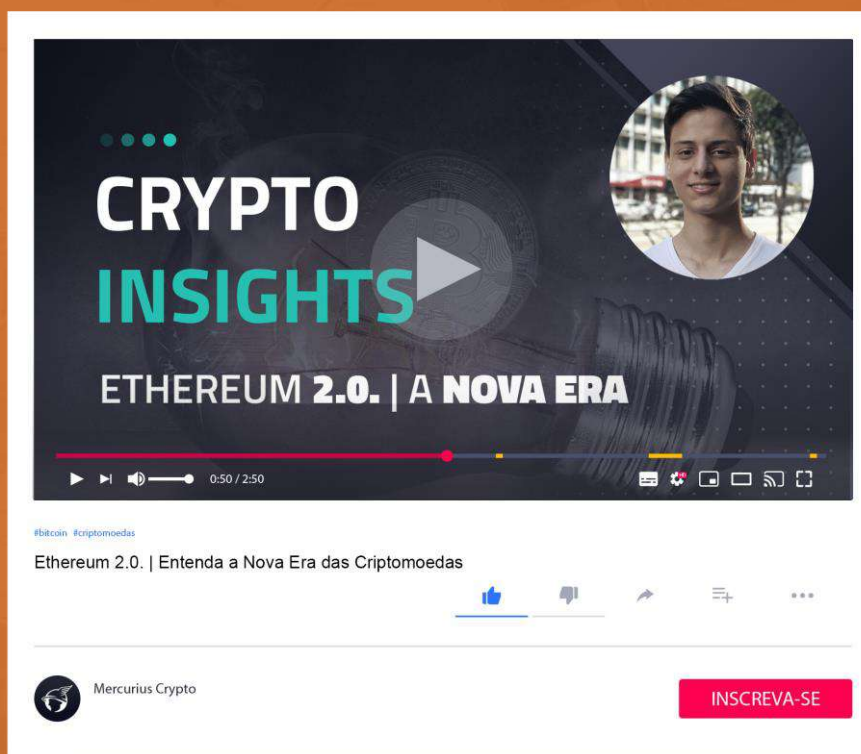 CRYPTO
INSIGHTS
ETHEREUM 2.0. | A NOVA ERA
0:50 / 2:50
#bitcoin #criptomoedas
Ethereum 2.0. | Entenda a Nova Era das Criptomoedas
Mercurius Crypto
INSCREVA-SE